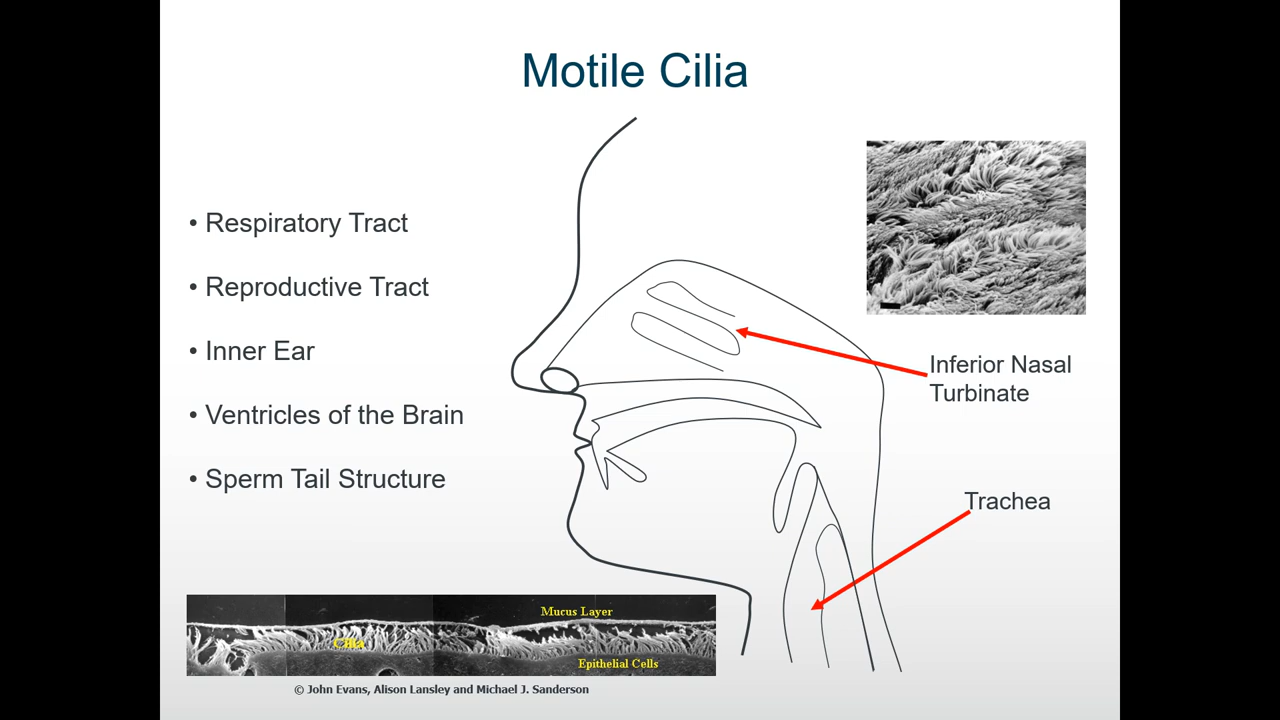 Motile Cilia
• Respiratory Tract
• Reproductive Tract
• Inner Ear
• Ventricles of the Brain
• Sperm Tail Structure
Inferior Nasal
Turbinate
Trachea
Mucus Layer
Cilia
Epithelial Cells
© John Evans, Alison Lansley and Michael J. Sanderson